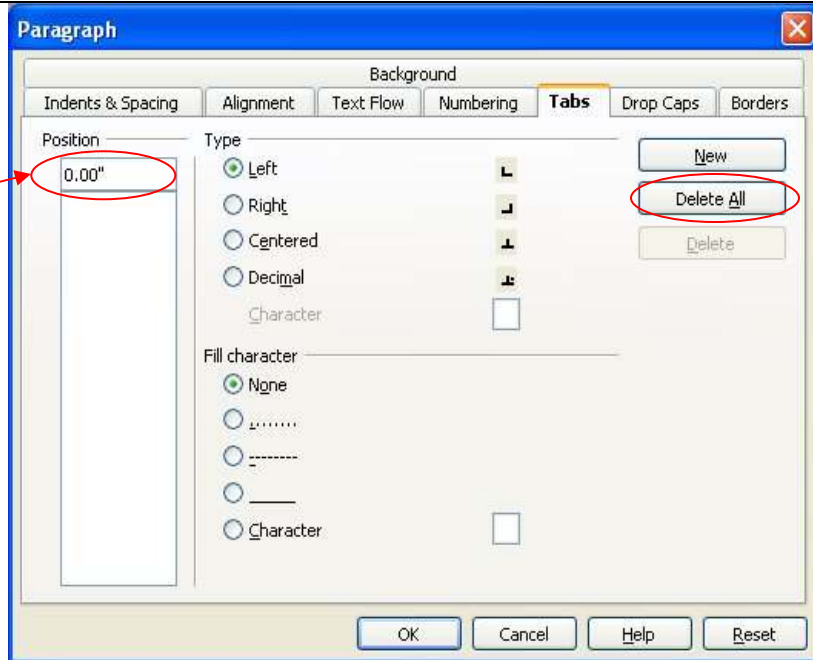 Paragraph
Background
Indents & Spacing Alignment Text Flow Numbering Tabs Drop Caps Borders
Position Type
0.00"
Left
Right
Centered
Decimal
Character
New
Delete All
Delete
Fill character
None
.........
--------
_____
Character
OK Cancel Help Reset